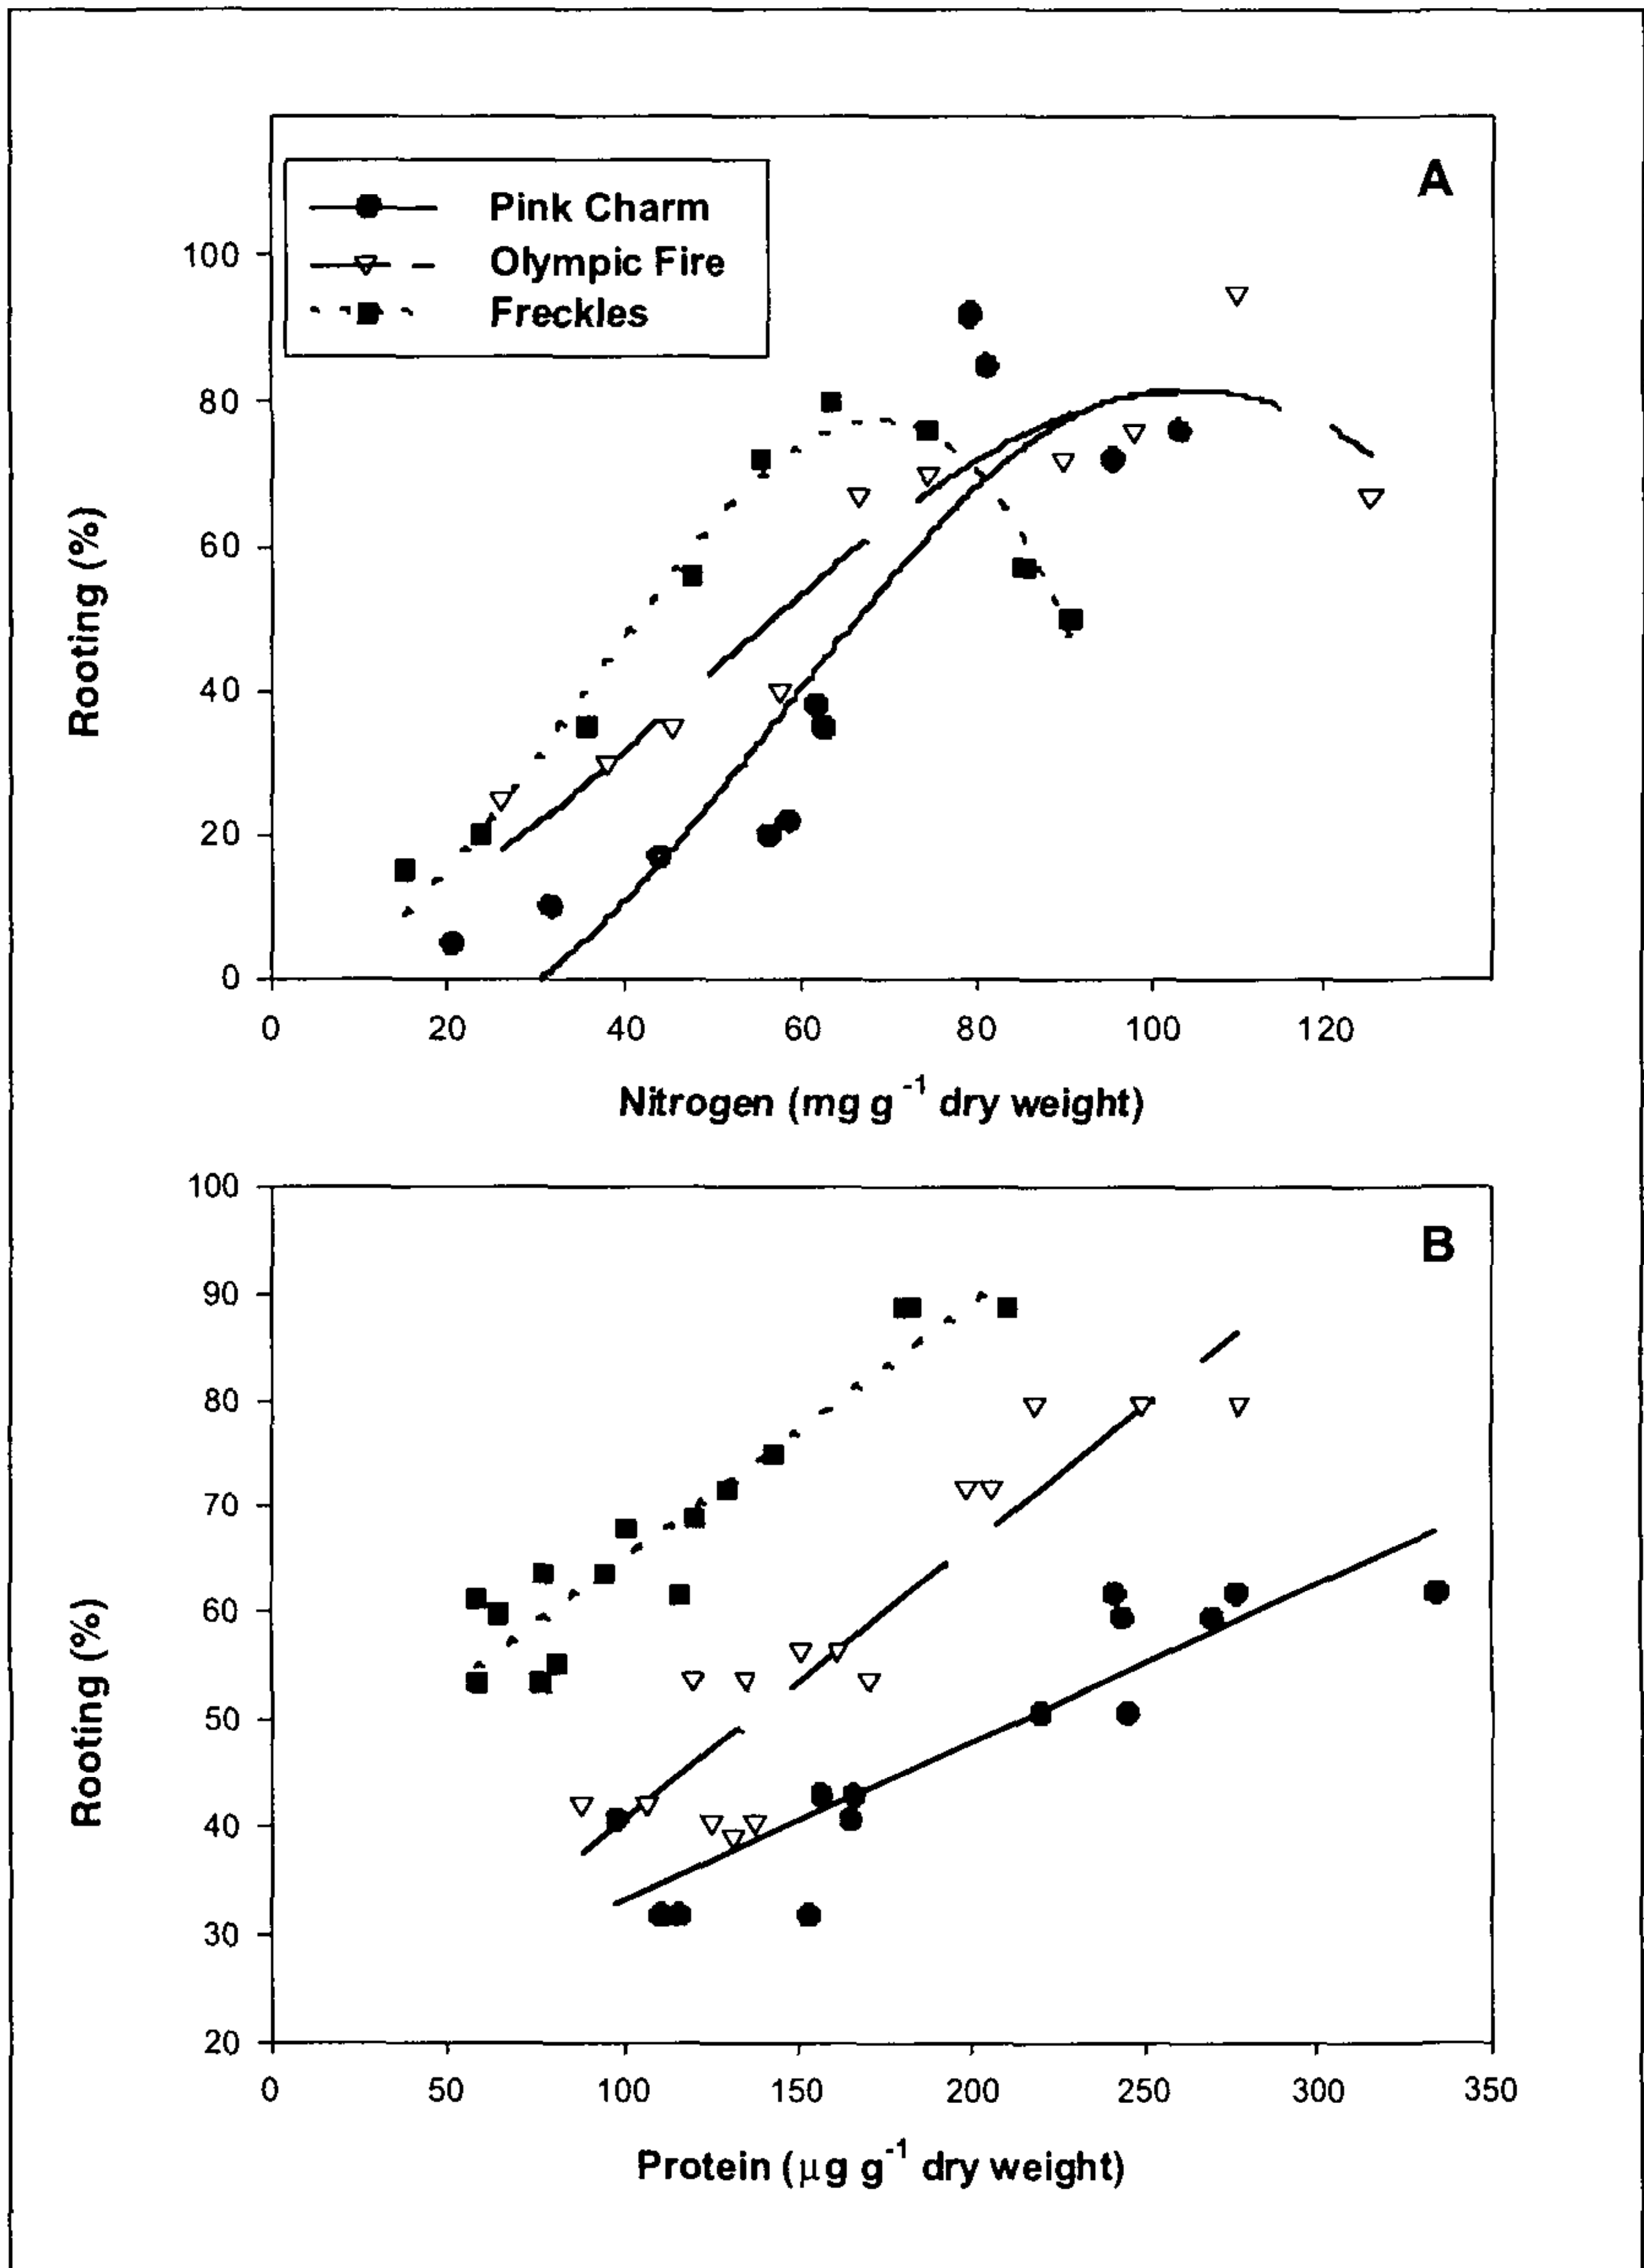 A
Pink Charm
Olympic Fire
Freckles
100
80
60
40
20
0
0 20 40 60 80 100 120
Rooting (%)
Nitrogen (mg g⁻¹ dry weight)
B
100
90
80
70
60
50
40
30
20
0 50 100 150 200 250 300 350
Rooting (%)
Protein (μg g⁻¹ dry weight)